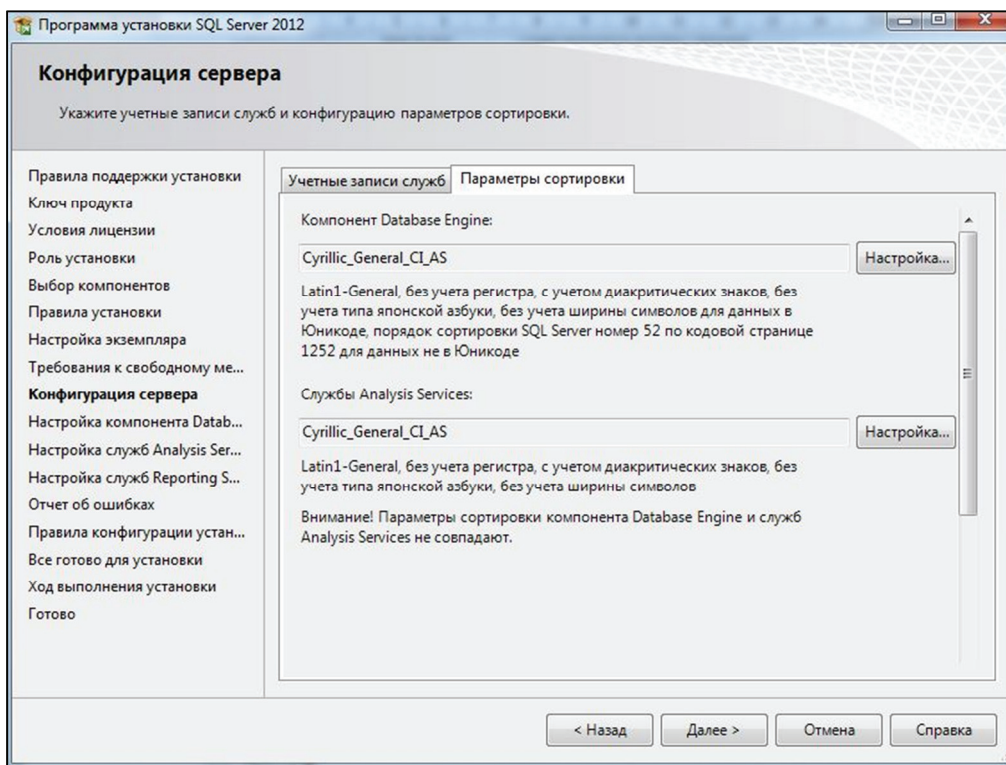 Программа установки SQL Server 2012
Конфигурация сервера
Укажите учетные записи служб и конфигурацию параметров сортировки.
Правила поддержки установки
Ключ продукта
Условия лицензии
Роль установки
Выбор компонентов
Правила установки
Настройка экземпляра
Требования к свободному ме...
Конфигурация сервера
Настройка компонента Datab...
Настройка служб Analysis Ser...
Настройка служб Reporting S...
Отчет об ошибках
Правила конфигурации устан...
Все готово для установки
Ход выполнения установки
Готово
Учетные записи служб Параметры сортировки
Компонент Database Engine:
Cyrillic_General_CI_AS Настройка...
Latin1-General, без учета регистра, с учетом диакритических знаков, без
учета типа японской азбуки, без учета ширины символов для данных в
Юникоде, порядок сортировки SQL Server номер 52 по кодовой странице
1252 для данных не в Юникоде
Службы Analysis Services:
Cyrillic_General_CI_AS Настройка...
Latin1-General, без учета регистра, с учетом диакритических знаков, без
учета типа японской азбуки, без учета ширины символов
Внимание! Параметры сортировки компонента Database Engine и служб
Analysis Services не совпадают.
< Назад Далее > Отмена Справка